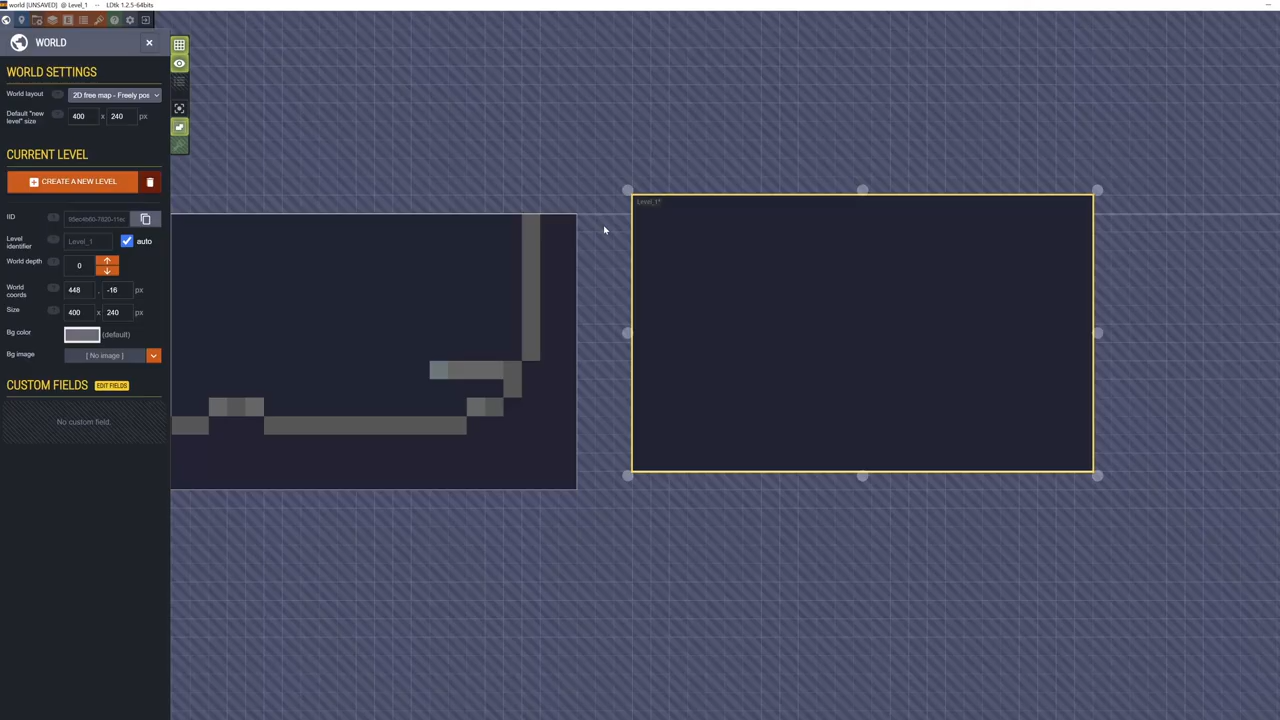 world [UNSAVED] @ Level_1 LDtk 1.2.5-64bits
WORLD
WORLD SETTINGS
World layout
2D free map - Freely pos
Default "new
level" size
400 x 240 px
CURRENT LEVEL
CREATE A NEW LEVEL
IID
Level
identifier
Level_1
auto
World depth
0
World
coords
448 , -16 px
Size
400 x 240 px
Bg color
(default)
Bg image
[ No image ]
CUSTOM FIELDS EDIT FIELDS
No custom field.
Level_1*